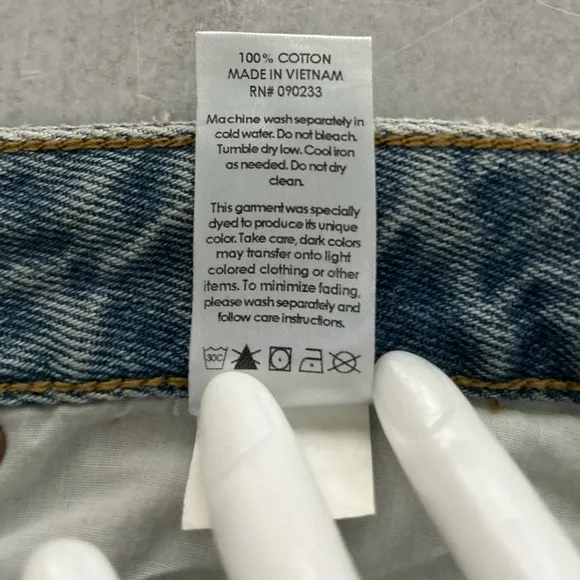 100% COTTON
MADE IN VIETNAM
RN# 090233
Machine wash separately in
cold water. Do not bleach.
Tumble dry low. Cool iron
as needed. Do not dry
clean.
This garment was specially
dyed to produce its unique
color. Take care, dark colors
may transfer onto light
colored clothing or other
items. To minimize fading,
please wash separately and
follow care instructions.
30C